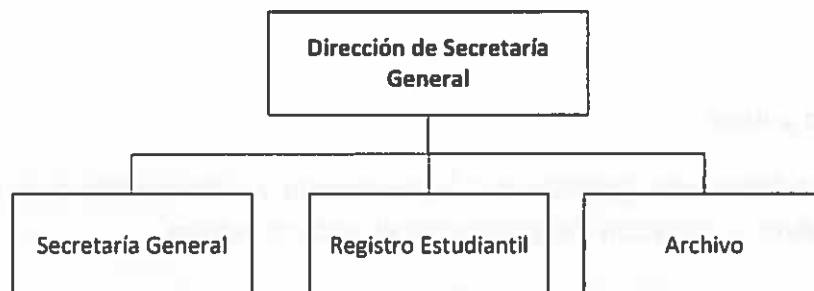 Dirección de Secretaría
General
Secretaría General
Registro Estudiantil
Archivo